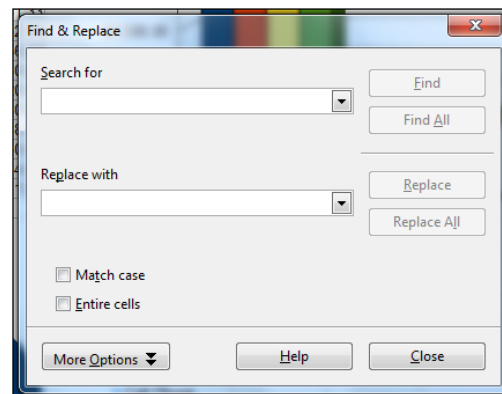 Find & Replace
Search for
Find
Find All
Replace with
Replace
Replace All
Match case
Entire cells
More Options
Help
Close